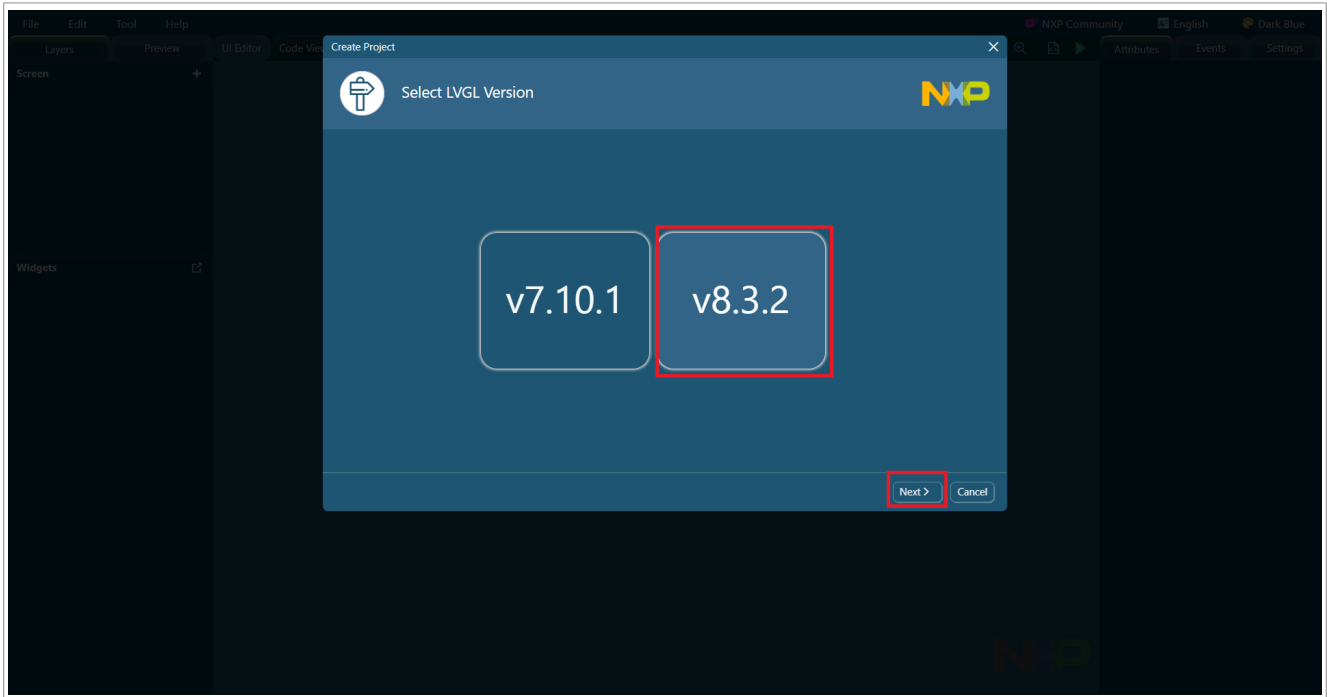 File Edit Tool Help NXP Community English Dark Blue
Layers Preview UI Editor Code Vie Attributes Events Settings
Create Project
Screen
Select LVGL Version
NXP
Widgets
v7.10.1 v8.3.2
Next > Cancel
NXP